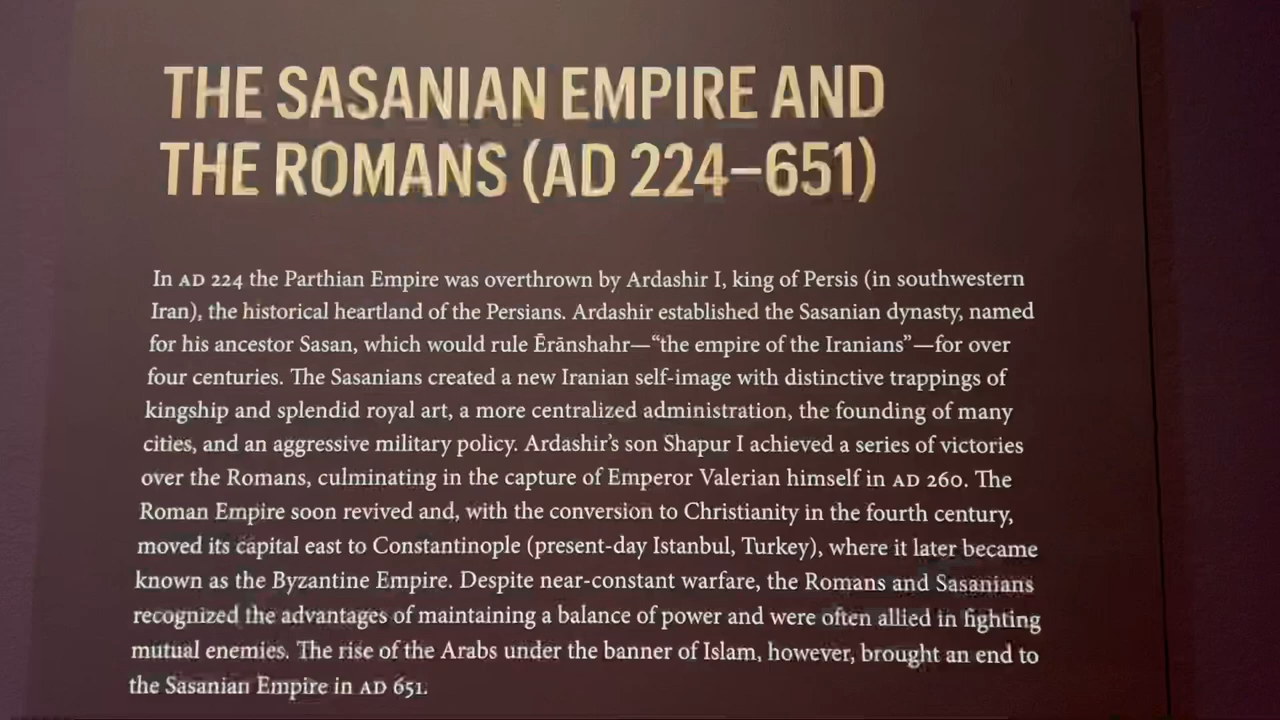 THE SASANIAN EMPIRE AND
THE ROMANS (AD 224–651)
In AD 224 the Parthian Empire was overthrown by Ardashir I, king of Persis (in southwestern
Iran), the historical heartland of the Persians. Ardashir established the Sasanian dynasty, named
for his ancestor Sasan, which would rule Ērānshahr—“the empire of the Iranians”—for over
four centuries. The Sasanians created a new Iranian self-image with distinctive trappings of
kingship and splendid royal art, a more centralized administration, the founding of many
cities, and an aggressive military policy. Ardashir’s son Shapur I achieved a series of victories
over the Romans, culminating in the capture of Emperor Valerian himself in AD 260. The
Roman Empire soon revived and, with the conversion to Christianity in the fourth century,
moved its capital east to Constantinople (present-day Istanbul, Turkey), where it later became
known as the Byzantine Empire. Despite near-constant warfare, the Romans and Sasanians
recognized the advantages of maintaining a balance of power and were often allied in fighting
mutual enemies. The rise of the Arabs under the banner of Islam, however, brought an end to
the Sasanian Empire in AD 651.